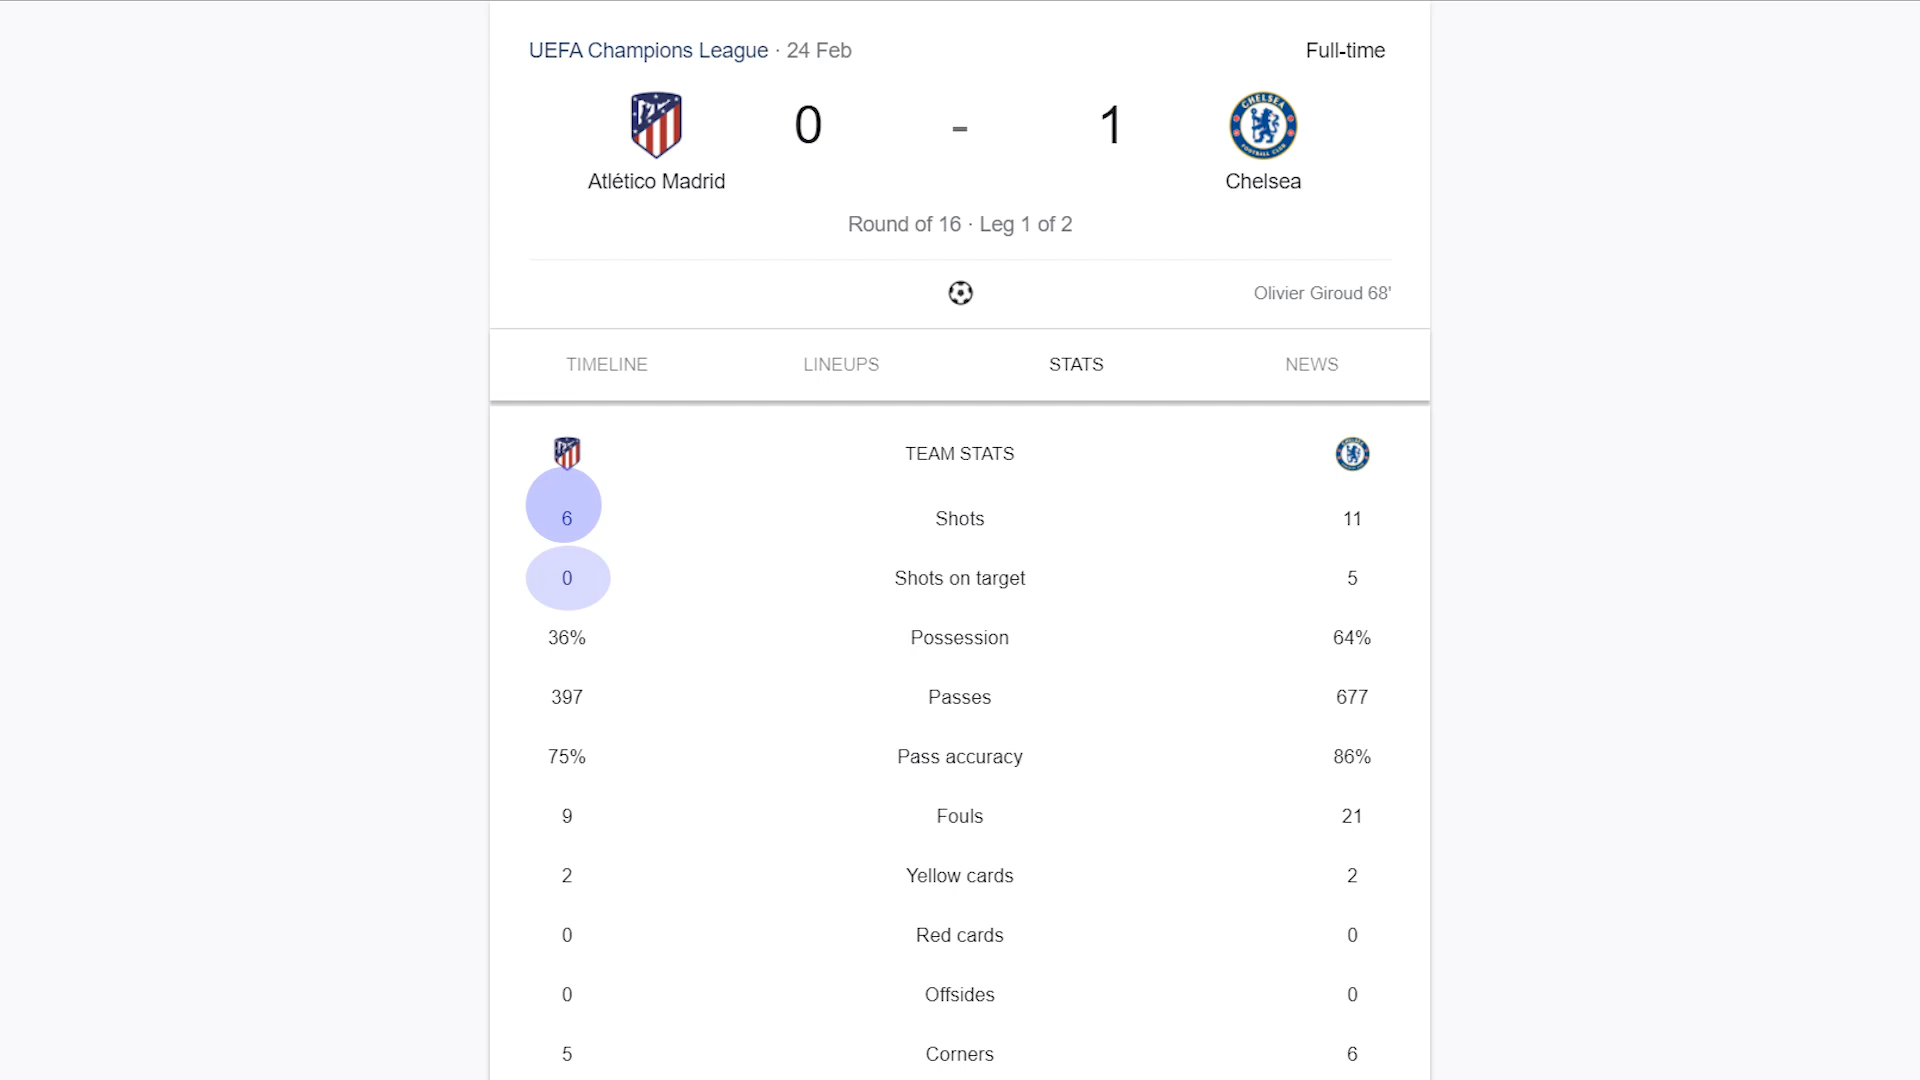 UEFA Champions League · 24 Feb Full-time
0 - 1
CHELSEA
FOOTBALL CLUB
Atlético Madrid Chelsea
Round of 16 · Leg 1 of 2
Olivier Giroud 68'
TIMELINE LINEUPS STATS NEWS
TEAM STATS
6 Shots 11
0 Shots on target 5
36% Possession 64%
397 Passes 677
75% Pass accuracy 86%
9 Fouls 21
2 Yellow cards 2
0 Red cards 0
0 Offsides 0
5 Corners 6